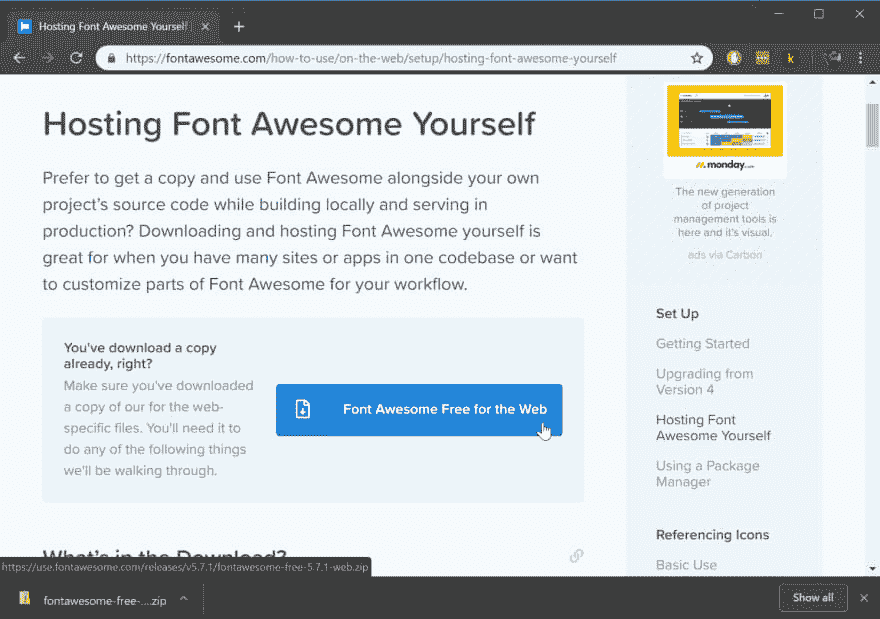 Hosting Font Awesome Yourself
https://fontawesome.com/how-to-use/on-the-web/setup/hosting-font-awesome-yourself
k
Hosting Font Awesome Yourself
Prefer to get a copy and use Font Awesome alongside your own
project's source code while building locally and serving in
production? Downloading and hosting Font Awesome yourself is
great for when you have many sites or apps in one codebase or want
to customize parts of Font Awesome for your workflow.
You've download a copy
already, right?
Make sure you've downloaded
a copy of our for the web-
specific files. You'll need it to
do any of the following things
we'll be walking through.
Font Awesome Free for the Web
What's in the Download?
monday.com
The new generation
of project
management tools is
here and it's visual.
ads via Carbon
Set Up
Getting Started
Upgrading from
Version 4
Hosting Font
Awesome Yourself
Using a Package
Manager
Referencing Icons
Basic Use
https://use.fontawesome.com/releases/v5.7.1/fontawesome-free-5.7.1-web.zip
fontawesome-free-....zip
Show all